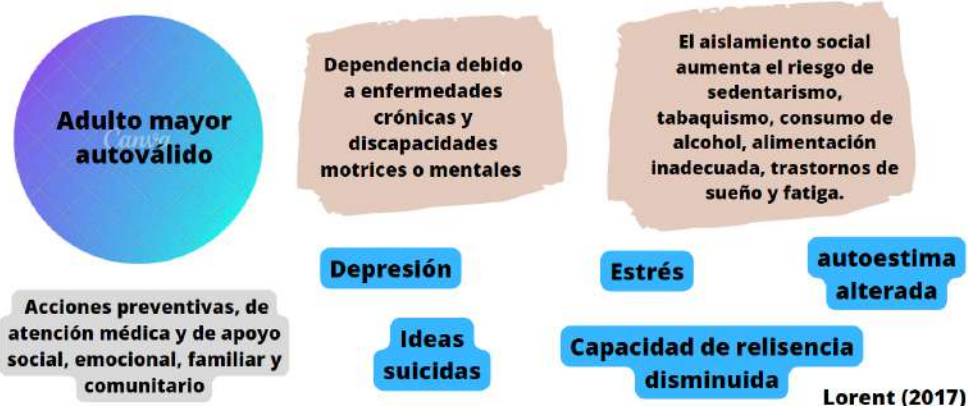 Adulto mayor
Canva
autoválido
Dependencia debido
a enfermedades
crónicas y
discapacidades
motrices o mentales
El aislamiento social
aumenta el riesgo de
sedentarismo,
tabaquismo, consumo de
alcohol, alimentación
inadecuada, trastornos de
sueño y fatiga.
Acciones preventivas, de
atención médica y de apoyo
social, emocional, familiar y
comunitario
Depresión
Estrés
autoestima
alterada
Ideas
suicidas
Capacidad de relisencia
disminuida
Lorent (2017)